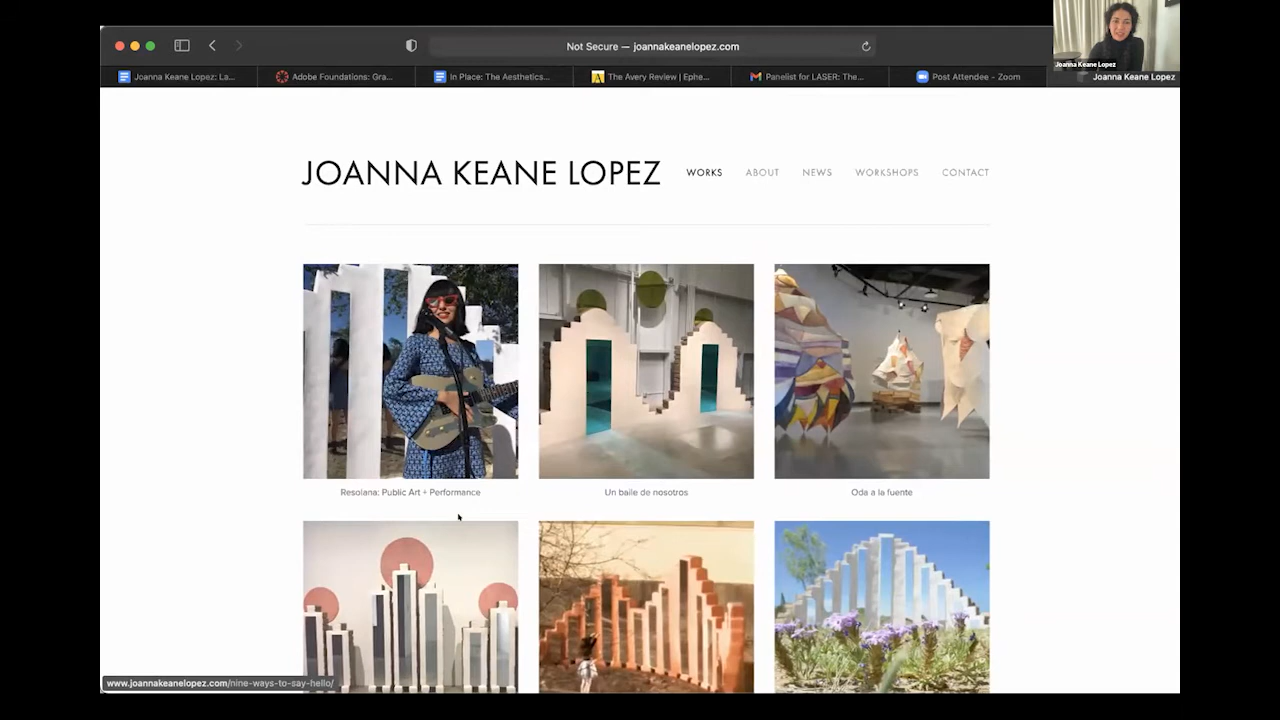 Not Secure — joannakeanelopez.com
Joanna Keane Lopez: La...
Adobe Foundations: Gra...
In Place: The Aesthetics...
The Avery Review | Ephe...
Panelist for LASER: The...
Post Attendee - Zoom
Joanna Keane Lopez
Joanna Keane Lopez
JOANNA KEANE LOPEZ
WORKS ABOUT NEWS WORKSHOPS CONTACT
Resolana: Public Art + Performance
Un baile de nosotros
Oda a la fuente
www.joannakeanelopez.com/nine-ways-to-say-hello/